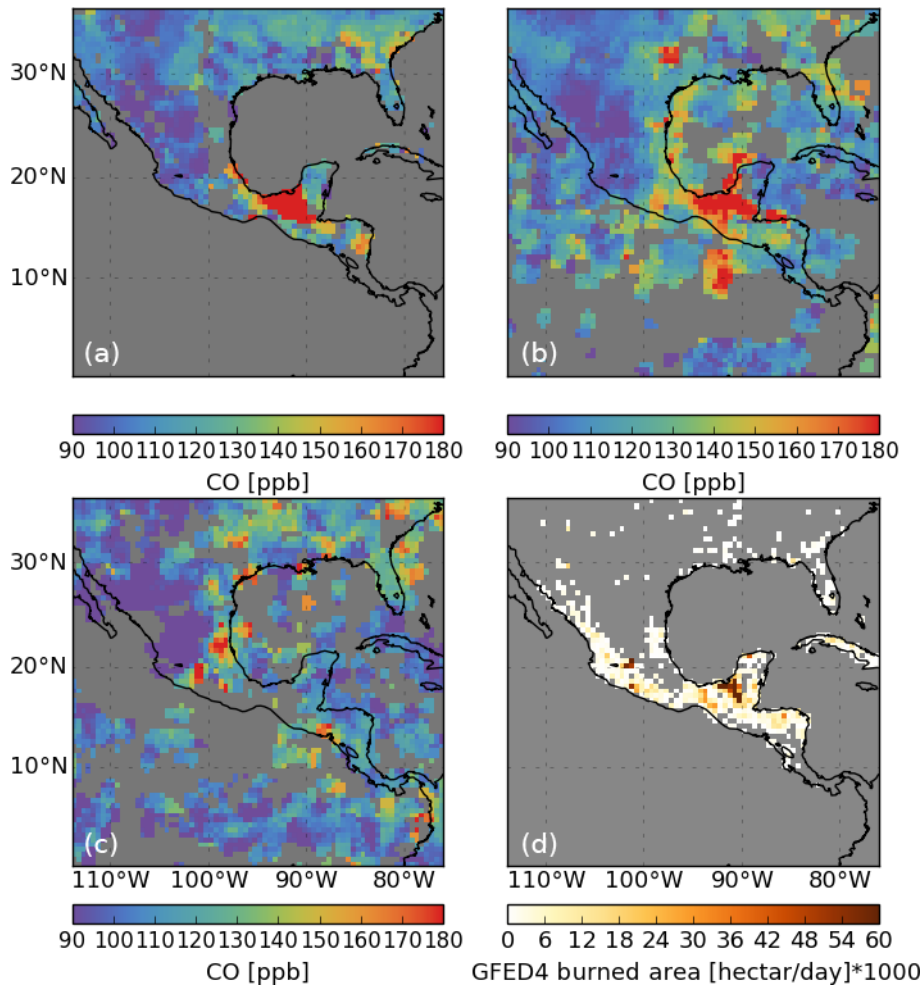 30°N
20°N
10°N
(a)
(b)
90 100 110 120 130 140 150 160 170 180
CO [ppb]
90 100 110 120 130 140 150 160 170 180
CO [ppb]
30°N
20°N
10°N
(c)
(d)
110°W 100°W 90°W 80°W
110°W 100°W 90°W 80°W
90 100 110 120 130 140 150 160 170 180
CO [ppb]
0 6 12 18 24 30 36 42 48 54 60
GFED4 burned area [hectar/day]*1000